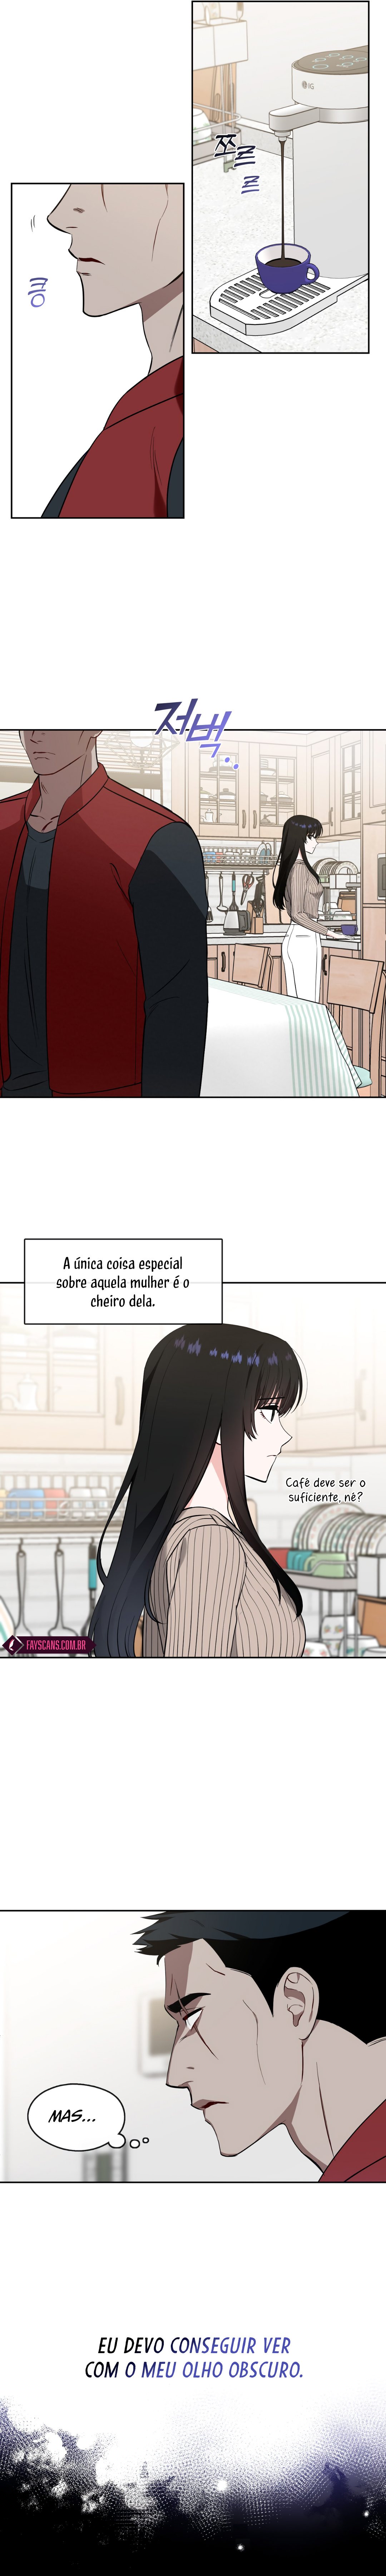 IG
쪼르
르
킁
저벅
A única coisa especial
sobre aquela mulher é o
cheiro dela.
Café deve ser o
suficiente, né?
FAYSCANS.COM.BR
MAS...
EU DEVO CONSEGUIR VER
COM O MEU OLHO OBSCURO.